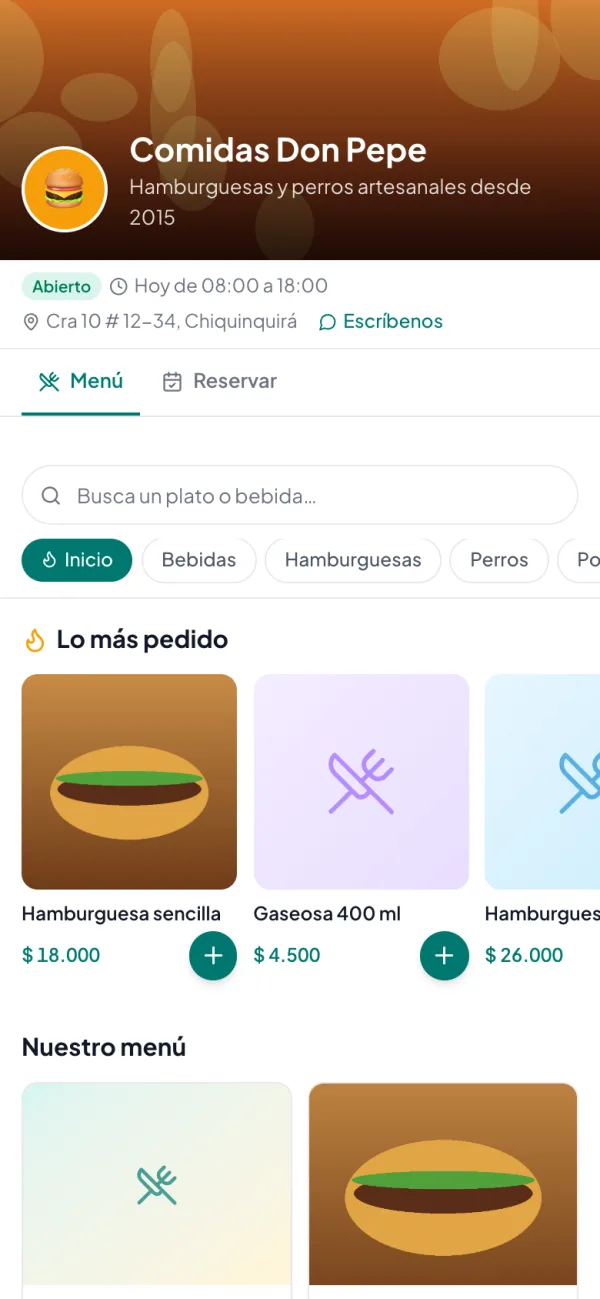 Comidas Don Pepe
Hamburguesas y perros artesanales desde
2015
Abierto Hoy de 08:00 a 18:00
Cra 10 # 12-34, Chiquinquirá Escríbenos
Menú Reservar
Busca un plato o bebida...
Inicio Bebidas Hamburguesas Perros Po
Lo más pedido
Hamburguesa sencilla Gaseosa 400 ml Hamburgues
$ 18.000 $ 4.500 $ 26.000
Nuestro menú